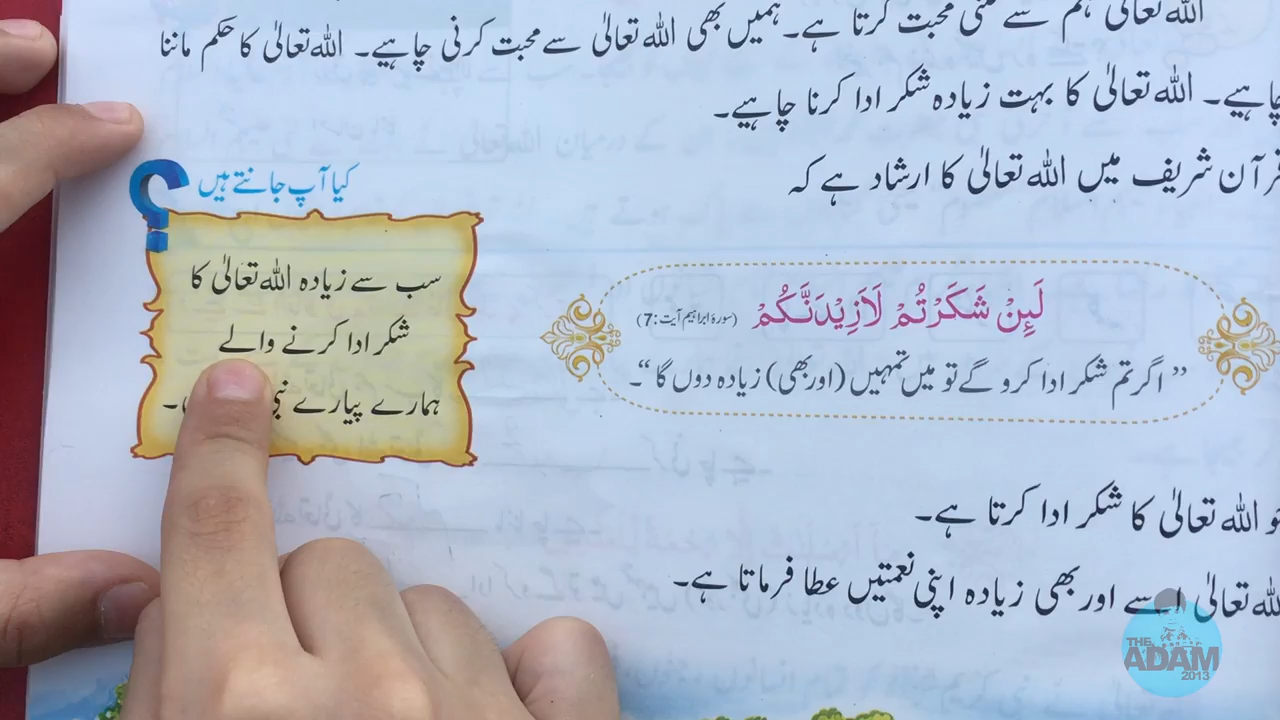 اللہ تعالیٰ ہم سے کتنی محبت کرتا ہے۔ ہمیں بھی اللہ تعالیٰ سے محبت کرنی چاہیے۔ اللہ تعالیٰ کا حکم ماننا
چاہیے۔ اللہ تعالیٰ کا بہت زیادہ شکر ادا کرنا چاہیے۔
قرآن شریف میں اللہ تعالیٰ کا ارشاد ہے کہ
لَئِنْ شَكَرْتُمْ لَاَزِيْدَنَّكُمْ (سورۂ ابراہیم آیت:7)
”اگر تم شکر ادا کرو گے تو میں تمہیں (اور بھی) زیادہ دوں گا“۔
کیا آپ جانتے ہیں؟
سب سے زیادہ اللہ تعالیٰ کا
شکر ادا کرنے والے
ہمارے پیارے
جو اللہ تعالیٰ کا شکر ادا کرتا ہے۔
اللہ تعالیٰ اسے اور بھی زیادہ اپنی نعمتیں عطا فرماتا ہے۔
THE
ADAM
2013